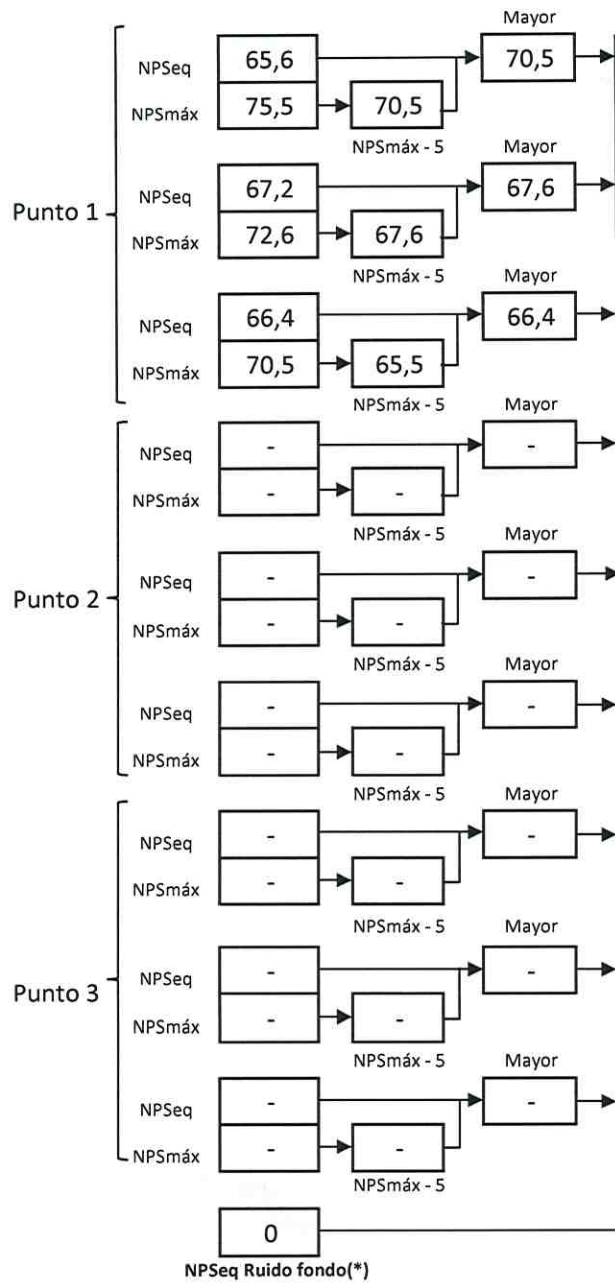 Mayor
NPSeq 65,6 70,5
NPSmáx 75,5 70,5
NPSmáx - 5
Mayor
Punto 1
NPSeq 67,2 67,6
NPSmáx 72,6 67,6
NPSmáx - 5
Mayor
NPSeq 66,4 66,4
NPSmáx 70,5 65,5
NPSmáx - 5
Mayor
NPSeq - -
NPSmáx - -
NPSmáx - 5
Mayor
Punto 2
NPSeq - -
NPSmáx - -
NPSmáx - 5
Mayor
NPSeq - -
NPSmáx - -
NPSmáx - 5
Mayor
NPSeq - -
NPSmáx - -
NPSmáx - 5
Mayor
Punto 3
NPSeq - -
NPSmáx - -
NPSmáx - 5
Mayor
NPSeq - -
NPSmáx - -
NPSmáx - 5
0
NPSeq Ruido fondo(*)